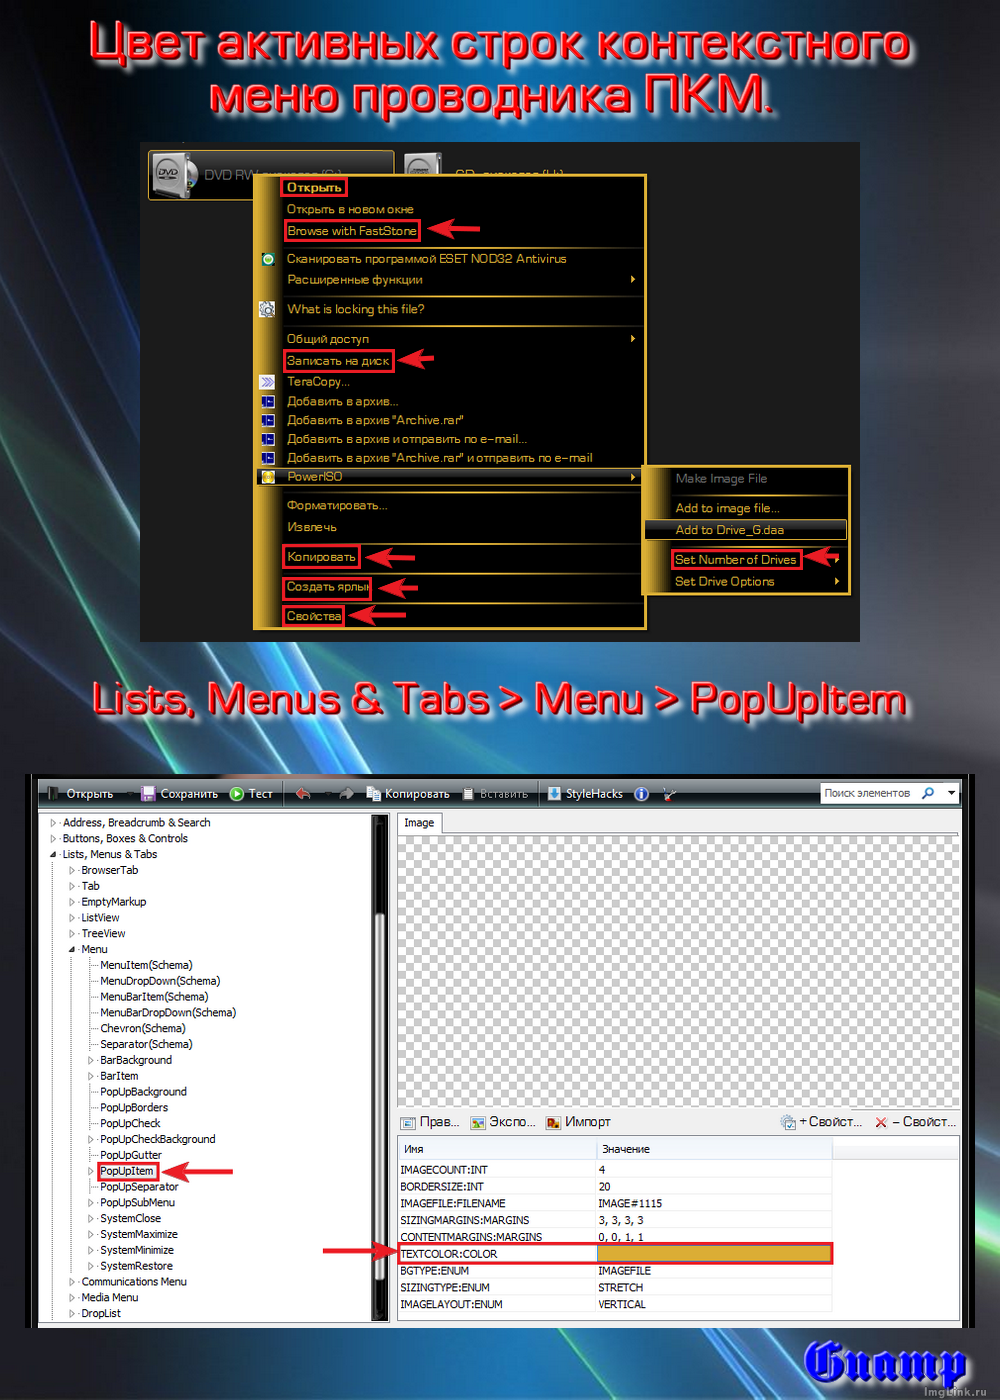 Цвет активных строк контекстного
меню проводника ПКМ.
DVD RW
Открыть
Открыть в новом окне
Browse with FastStone
Сканировать программой ESET NOD32 Antivirus
Расширенные функции
What is locking this file?
Общий доступ
Записать на диск
TeraCopy...
Добавить в архив...
Добавить в архив "Archive.rar"
Добавить в архив и отправить по e-mail...
Добавить в архив "Archive.rar" и отправить по e-mail
PowerISO
Форматировать...
Извлечь
Копировать
Создать ярлык
Свойства
Make Image File
Add to image file...
Add to Drive_G.daa
Set Number of Drives
Set Drive Options
Lists, Menus & Tabs > Menu > PopUpItem
Открыть Сохранить Тест Копировать Вставить StyleHacks Поиск элементов
Address, Breadcrumb & Search
Buttons, Boxes & Controls
Lists, Menus & Tabs
BrowserTab
Tab
EmptyMarkup
ListView
TreeView
Menu
MenuItem(Schema)
MenuDropDown(Schema)
MenuBarItem(Schema)
MenuBarDropDown(Schema)
Chevron(Schema)
Separator(Schema)
BarBackground
BarItem
PopUpBackground
PopUpBorders
PopUpCheck
PopUpCheckBackground
PopUpGutter
PopUpItem
PopUpSeparator
PopUpSubMenu
SystemClose
SystemMaximize
SystemMinimize
SystemRestore
Communications Menu
Media Menu
DropList
Image
Прав... Экспо... Импорт + Свойст... − Свойст...
Имя Значение
IMAGECOUNT:INT 4
BORDERSIZE:INT 20
IMAGEFILE:FILENAME IMAGE#1115
SIZINGMARGINS:MARGINS 3, 3, 3, 3
CONTENTMARGINS:MARGINS 0, 0, 1, 1
TEXTCOLOR:COLOR
BGTYPE:ENUM IMAGEFILE
SIZINGTYPE:ENUM STRETCH
IMAGELAYOUT:ENUM VERTICAL
ImgLink.ru